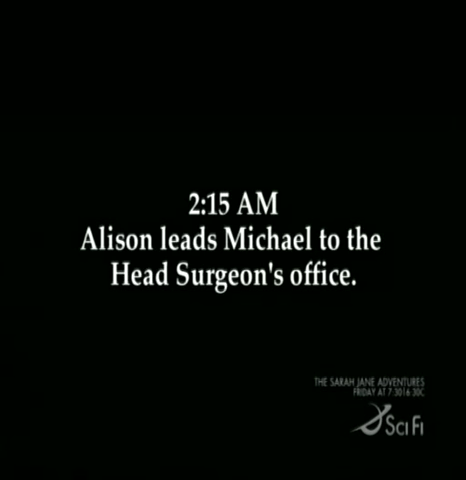 2:15 AM
Alison leads Michael to the
Head Surgeon's office.
THE SARAH JANE ADVENTURES
FRIDAY AT 7:30|6:30C
SCI FI